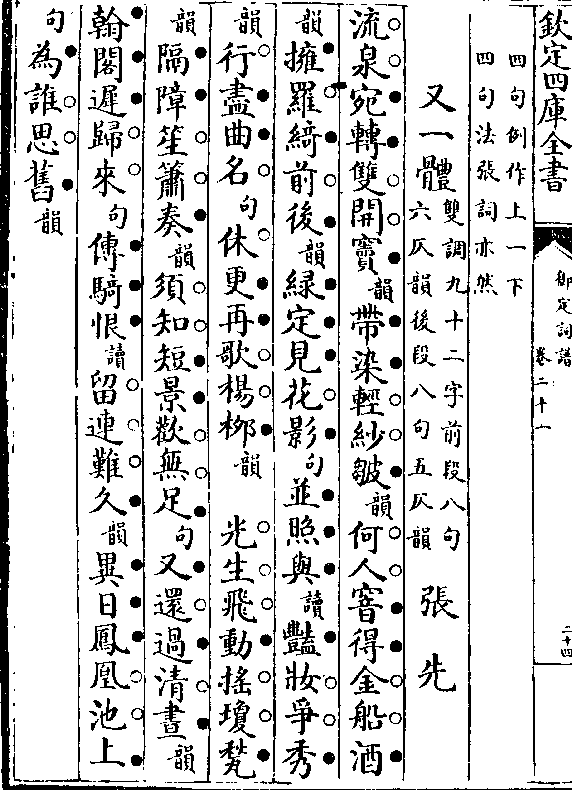 欽定四庫全書
御定詞譜
卷二十一
二十四
四句例作上一下
四句法張詞亦然
又一體
雙調九十二字前段八句
六仄韻後段八句五仄韻
張先
流泉宛轉雙開竇韻帶染輕紗皺韻何人窨得金船酒
韻擁羅綺前後韻緑定見花影句並照與讀豔妝爭秀
韻行盡曲名句休更再歌楊栁韻　光生飛動搖瓊甃
韻隔障笙簫奏韻須知短景歡無足句又還過清晝韻
翰閣遲歸來句傳騎恨讀留連難久韻異日鳳凰池上
句為誰思舊韻